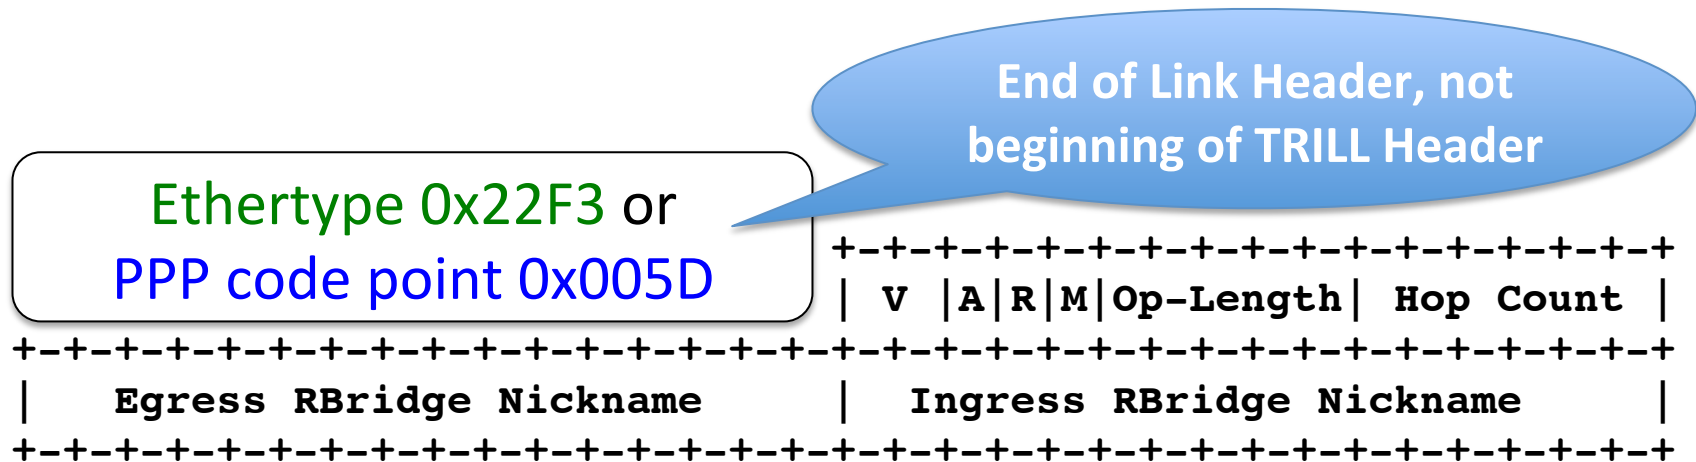 End of Link Header, not
beginning of TRILL Header
Ethertype 0x22F3 or
PPP code point 0x005D
+-+-+-+-+-+-+-+-+-+-+-+-+-+-+-+-+
| V |A|R|M|Op-Length| Hop Count |
+-+-+-+-+-+-+-+-+-+-+-+-+-+-+-+-+-+-+-+-+-+-+-+-+-+-+-+-+-+-+-+-+
| Egress RBridge Nickname | Ingress RBridge Nickname |
+-+-+-+-+-+-+-+-+-+-+-+-+-+-+-+-+-+-+-+-+-+-+-+-+-+-+-+-+-+-+-+-+